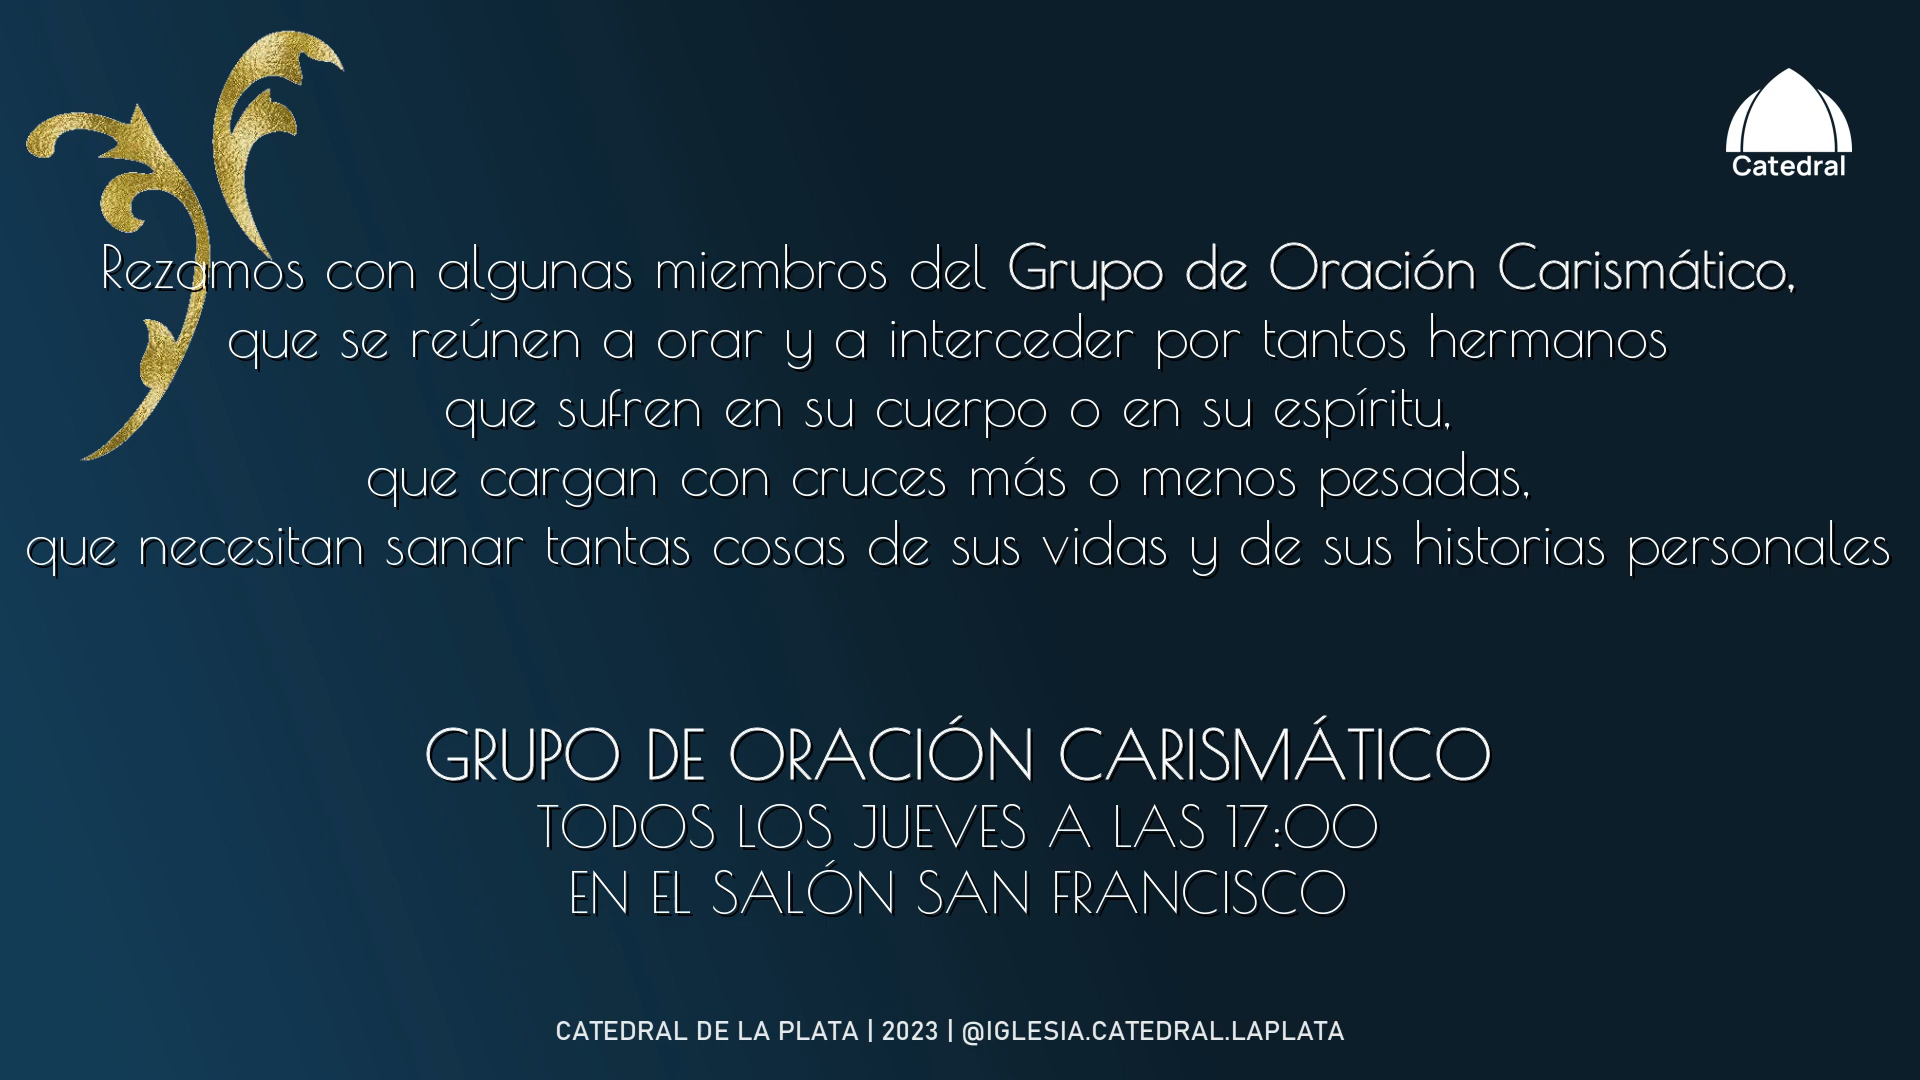 Catedral
Rezamos con algunas miembros del Grupo de Oración Carismático,
que se reúnen a orar y a interceder por tantos hermanos
que sufren en su cuerpo o en su espíritu,
que cargan con cruces más o menos pesadas,
que necesitan sanar tantas cosas de sus vidas y de sus historias personales
GRUPO DE ORACIÓN CARISMÁTICO
TODOS LOS JUEVES A LAS 17:00
EN EL SALÓN SAN FRANCISCO
CATEDRAL DE LA PLATA | 2023 | @IGLESIA.CATEDRAL.LAPLATA